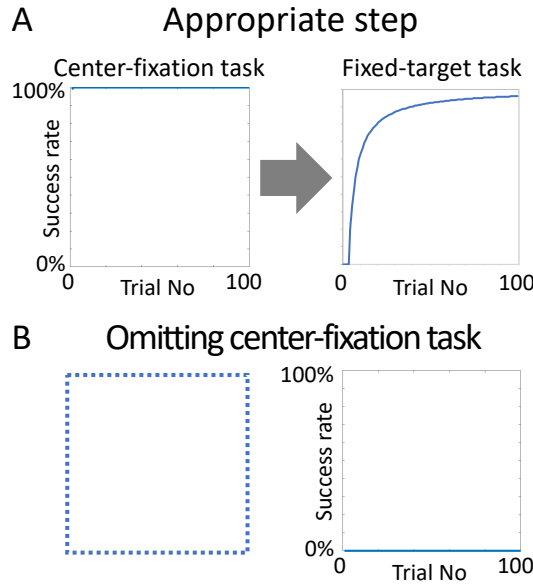 A Appropriate step
Center-fixation task
Fixed-target task
100%
Success rate
0%
0
Trial No
100
0
Trial No
100
B Omitting center-fixation task
100%
Success rate
0%
0
Trial No
100